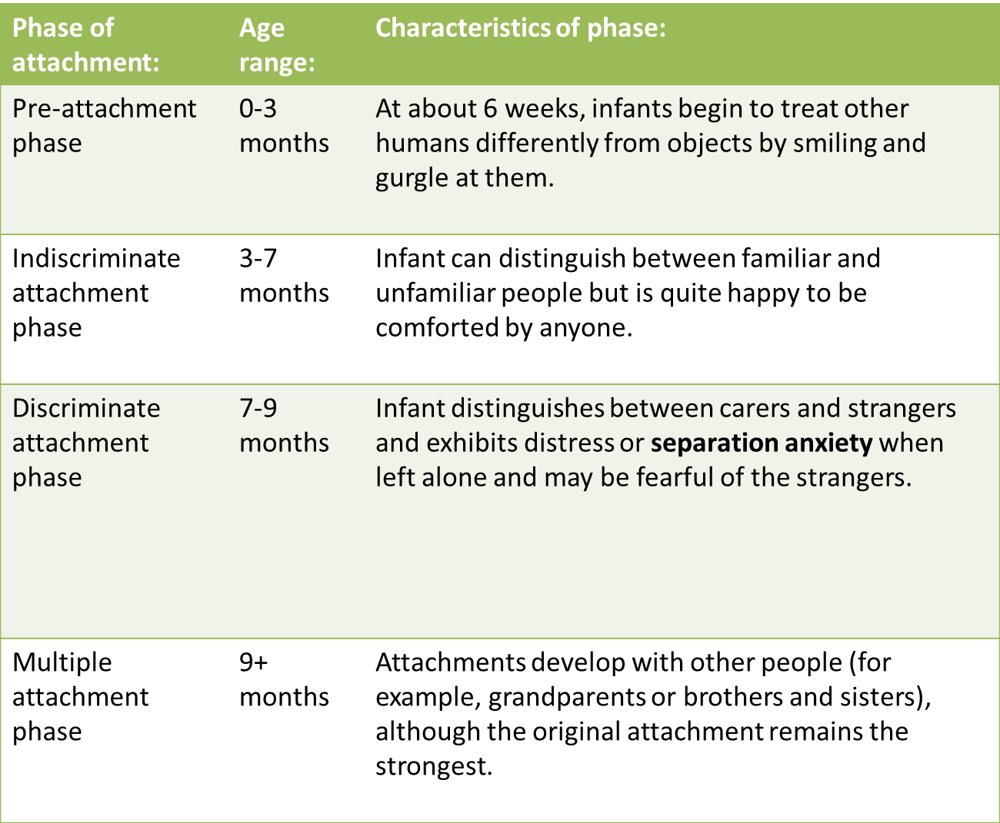 Phase of attachment:
Age range:
Characteristics of phase:
Pre-attachment phase
0-3 months
At about 6 weeks, infants begin to treat other
humans differently from objects by smiling and
gurgle at them.
Indiscriminate attachment phase
3-7 months
Infant can distinguish between familiar and
unfamiliar people but is quite happy to be
comforted by anyone.
Discriminate attachment phase
7-9 months
Infant distinguishes between carers and strangers
and exhibits distress or separation anxiety when
left alone and may be fearful of the strangers.
Multiple attachment phase
9+ months
Attachments develop with other people (for
example, grandparents or brothers and sisters),
although the original attachment remains the
strongest.